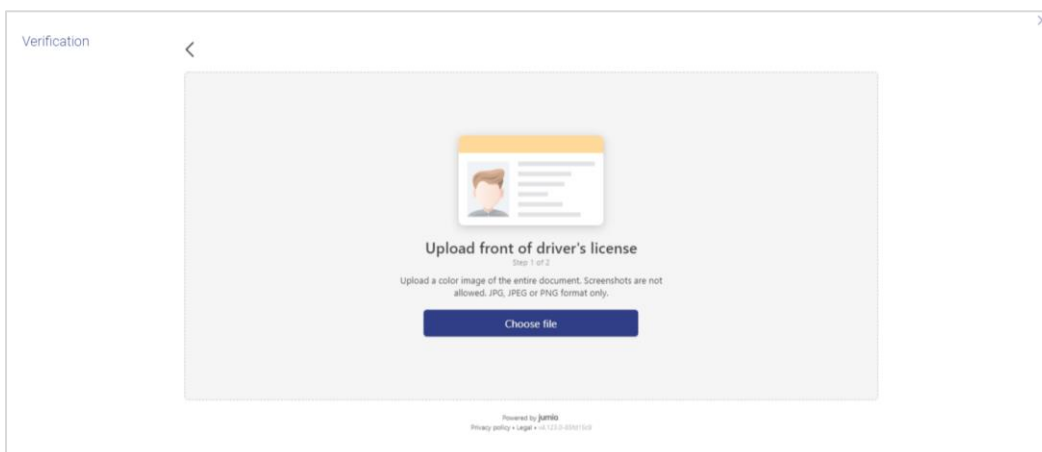 Verification
Upload front of driver's license
Step 1 of 2
Upload a color image of the entire document. Screenshots are not
allowed. JPG, JPEG or PNG format only.
Choose file
Powered by jumio
Privacy policy • Legal •